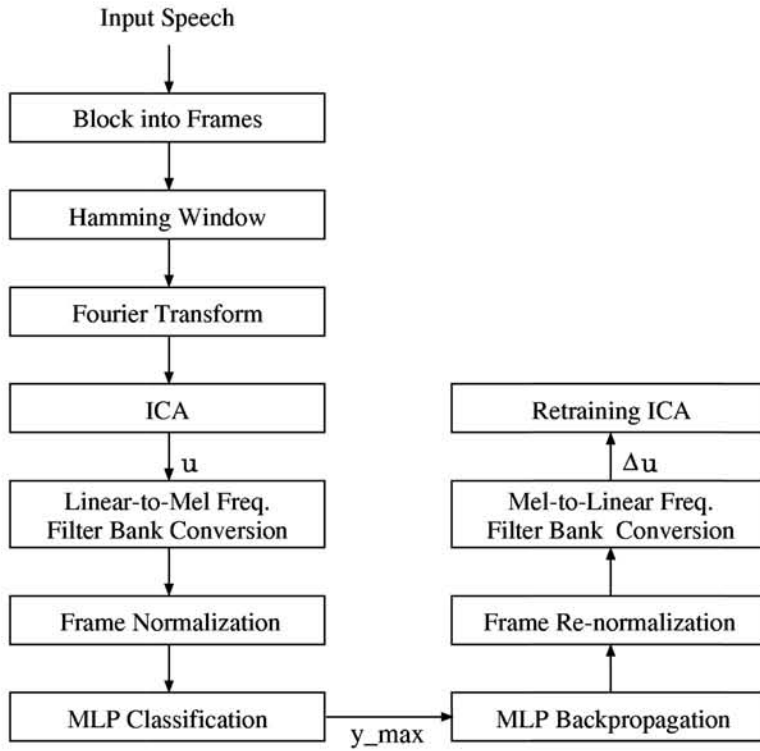 Input Speech
Block into Frames
Hamming Window
Fourier Transform
ICA
u
Linear-to-Mel Freq.
Filter Bank Conversion
Frame Normalization
MLP Classification
y_max
MLP Backpropagation
Frame Re-normalization
Mel-to-Linear Freq.
Filter Bank Conversion
Δu
Retraining ICA